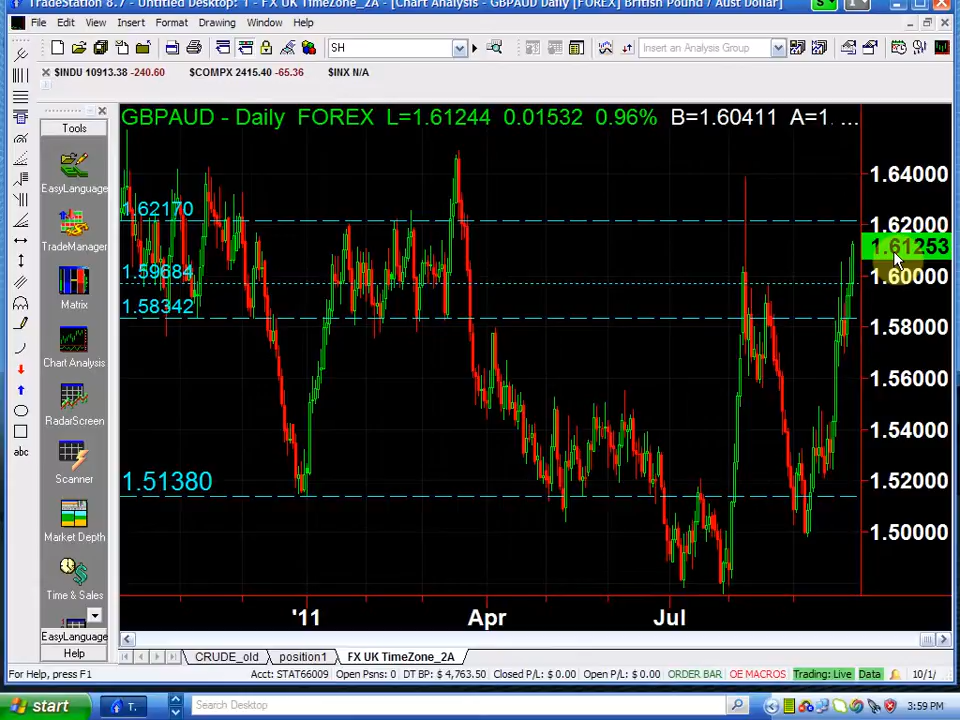 TradeStation 8.7 - Untitled Desktop: 1 - FX UK TimeZone_2A - [Chart Analysis - GBPAUD Daily [FOREX] British Pound / Aust Dollar]
File Edit View Insert Format Drawing Window Help
SH Insert an Analysis Group
$INDU 10913.38 -240.60 $COMPX 2415.40 -65.36 $INX N/A
Tools
EasyLanguage
TradeManager
Matrix
Chart Analysis
RadarScreen
Scanner
Market Depth
Time & Sales
EasyLanguage
Help
abc
GBPAUD - Daily FOREX L=1.61244 0.01532 0.96% B=1.60411 A=1. ...
1.62170
1.59684
1.58342
1.51380
1.64000
1.62000
1.61253
1.60000
1.58000
1.56000
1.54000
1.52000
1.50000
'11 Apr Jul
CRUDE_old position1 FX UK TimeZone_2A
For Help, press F1 Acct: STAT66009 Open Posns: 0 DT BP: $ 4,763.50 Closed P/L: $ 0.00 Open P/L: $ 0.00 ORDER BAR OE MACROS Trading: Live Data 10/1/
start T. Search Desktop 3:59 PM